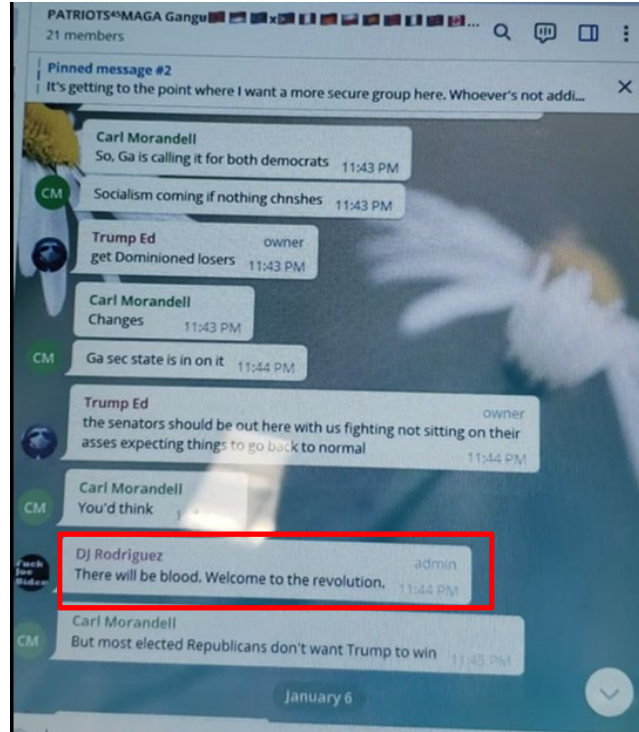 PATRIOTS⁴⁵MAGA Gangu🇹🇼 🇷🇺 🇹🇼x🇹🇼
21 members
Pinned message #2
It's getting to the point where I want a more secure group here. Whoever's not addi...
Carl Morandell
So, Ga is calling it for both democrats 11:43 PM
CM
Socialism coming if nothing chnshes 11:43 PM
Trump Ed owner
get Dominioned losers 11:43 PM
Carl Morandell
Changes 11:43 PM
CM
Ga sec state is in on it 11:44 PM
Trump Ed owner
the senators should be out here with us fighting not sitting on their
asses expecting things to go back to normal 11:44 PM
Carl Morandell
CM You'd think
DJ Rodriguez admin
Fuck
Joe
Biden
There will be blood. Welcome to the revolution. 11:44 PM
Carl Morandell
CM But most elected Republicans don't want Trump to win 11:45 PM
January 6